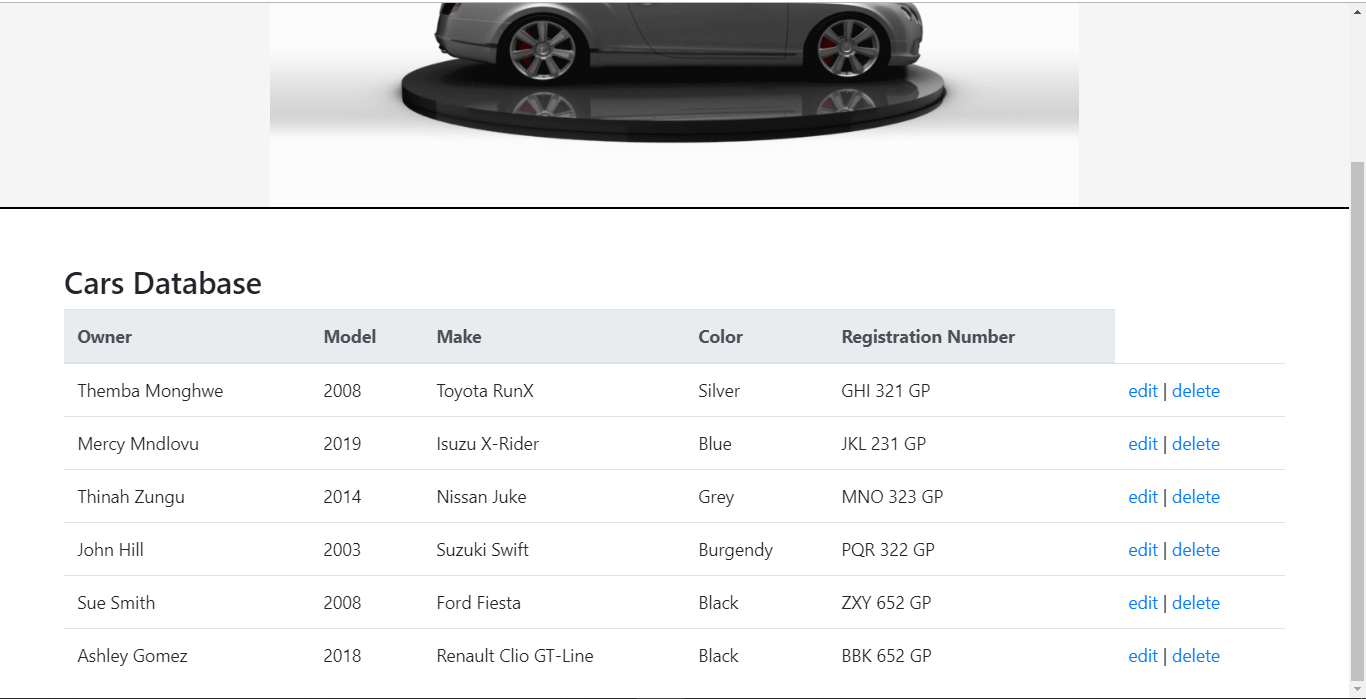 Cars Database
Owner Model Make Color Registration Number
Themba Monghwe 2008 Toyota RunX Silver GHI 321 GP edit | delete
Mercy Mndlovu 2019 Isuzu X-Rider Blue JKL 231 GP edit | delete
Thinah Zungu 2014 Nissan Juke Grey MNO 323 GP edit | delete
John Hill 2003 Suzuki Swift Burgendy PQR 322 GP edit | delete
Sue Smith 2008 Ford Fiesta Black ZXY 652 GP edit | delete
Ashley Gomez 2018 Renault Clio GT-Line Black BBK 652 GP edit | delete